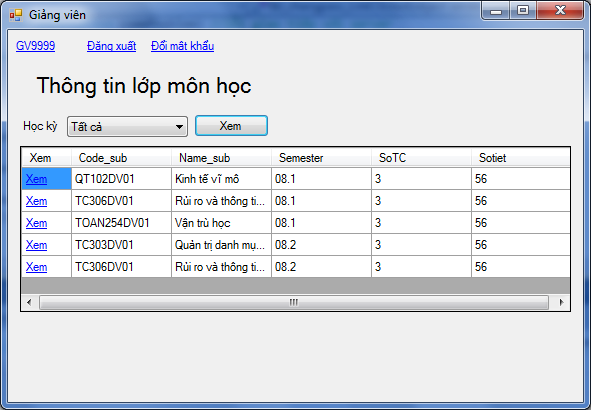 Giảng viên
GV9999 Đăng xuất Đổi mật khẩu
Thông tin lớp môn học
Học kỳ Tất cả Xem
Xem Code_sub Name_sub Semester SoTC Sotiet
Xem QT102DV01 Kinh tế vĩ mô 08.1 3 56
Xem TC306DV01 Rủi ro và thông ti... 08.1 3 56
Xem TOAN254DV01 Vận trù học 08.1 3 56
Xem TC303DV01 Quản trị danh mụ... 08.2 3 56
Xem TC306DV01 Rủi ro và thông ti... 08.2 3 56